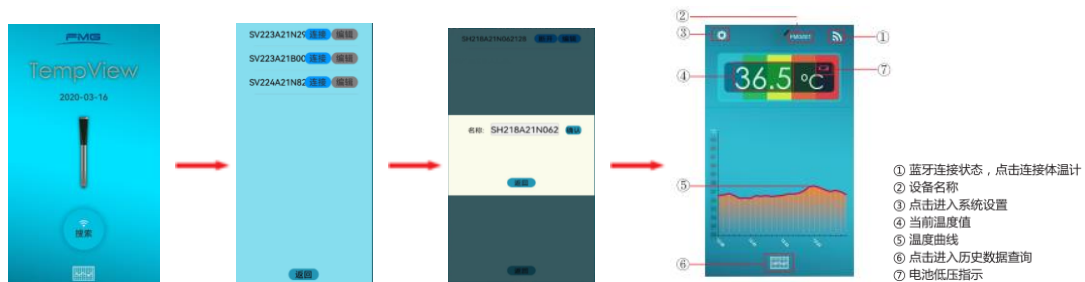 FMG
TempView
2020-03-16
搜索
SV223A21N29 连接 编辑
SV223A21B00 连接 编辑
SV224A21N82 连接 编辑
返回
名称: SH218A21N062 确认
返回
返回
②
③
①
④
36.5 °C
⑦
⑤
⑥
① 蓝牙连接状态，点击连接体温计
② 设备名称
③ 点击进入系统设置
④ 当前温度值
⑤ 温度曲线
⑥ 点击进入历史数据查询
⑦ 电池低压指示